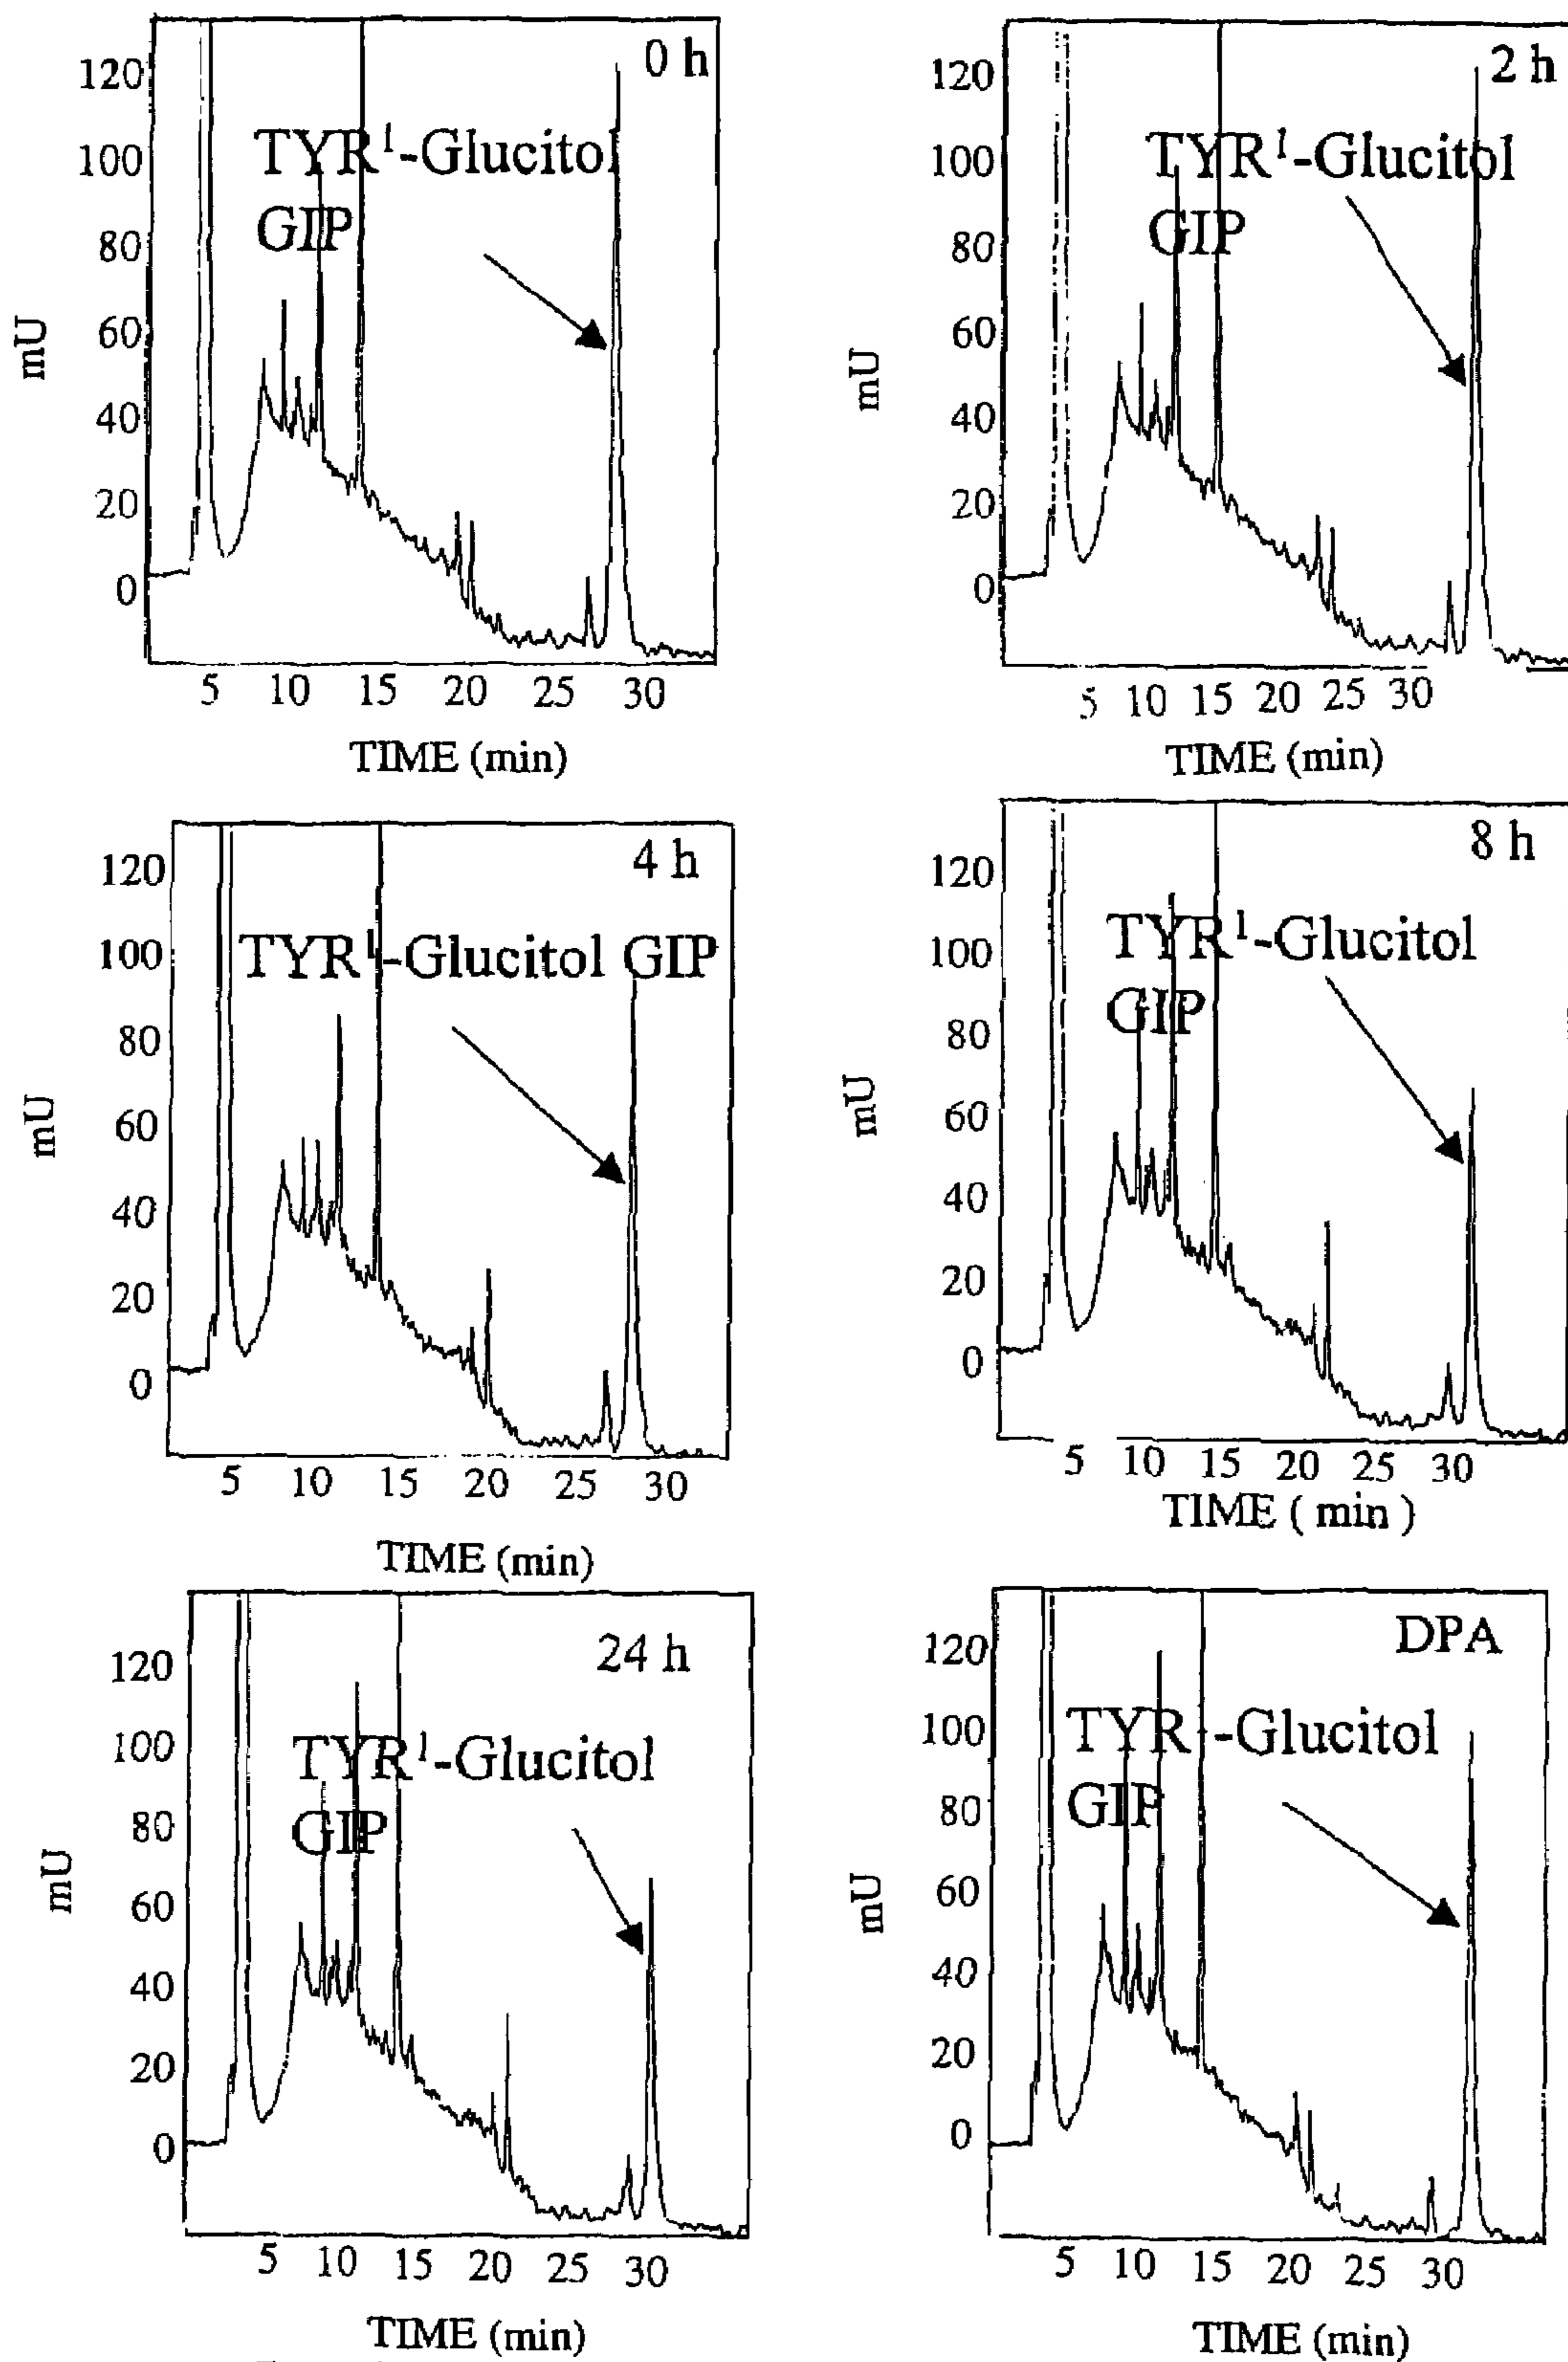 0 h
120
100
80
60
40
20
0
mU
TYR¹-Glucitol
GIP
5 10 15 20 25 30
TIME (min)
2 h
120
100
80
60
40
20
0
mU
TYR¹-Glucitol
GIP
5 10 15 20 25 30
TIME (min)
4 h
120
100
80
60
40
20
0
mU
TYR¹-Glucitol GIP
5 10 15 20 25 30
TIME (min)
8 h
120
100
80
60
40
20
0
mU
TYR¹-Glucitol
GIP
5 10 15 20 25 30
TIME ( min )
24 h
120
100
80
60
40
20
0
mU
TYR¹-Glucitol
GIP
5 10 15 20 25 30
TIME (min)
DPA
120
100
80
60
40
20
0
mU
TYR -Glucitol
GIP
5 10 15 20 25 30
TIME (min)